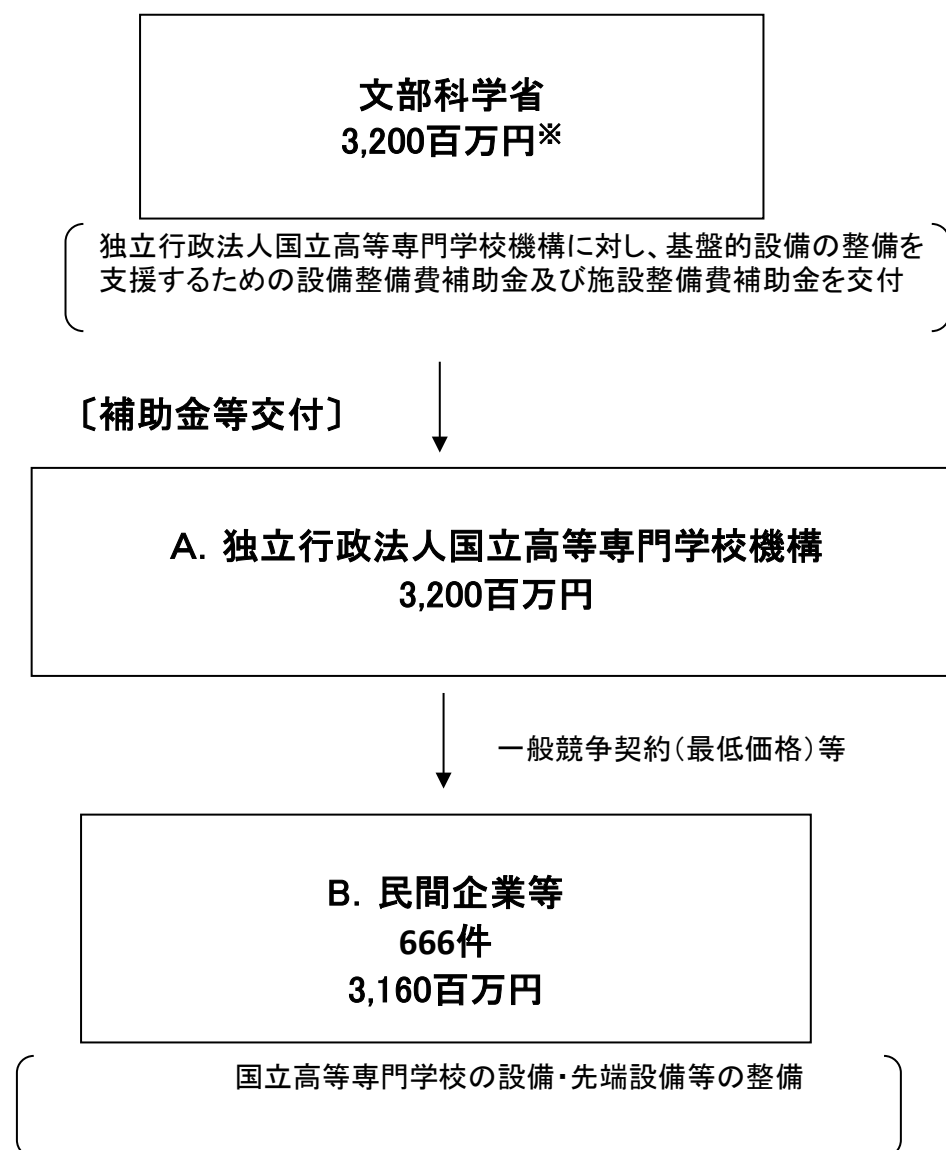 文部科学省
3,200百万円※
独立行政法人国立高等専門学校機構に対し、基盤的設備の整備を
支援するための設備整備費補助金及び施設整備費補助金を交付
〔補助金等交付〕
A．独立行政法人国立高等専門学校機構
3,200百万円
一般競争契約(最低価格)等
B．民間企業等
666件
3,160百万円
国立高等専門学校の設備・先端設備等の整備